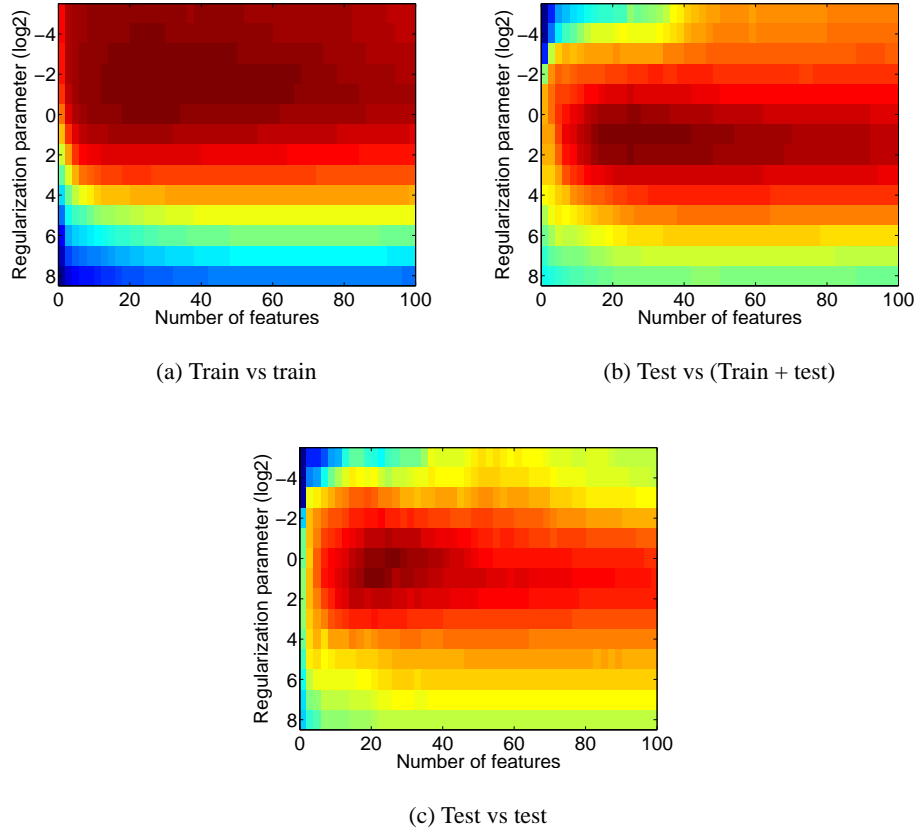 Regularization parameter (log2)
−4
−2
0
2
4
6
8
0 20 40 60 80 100
Number of features
(a) Train vs train
Regularization parameter (log2)
−4
−2
0
2
4
6
8
0 20 40 60 80 100
Number of features
(b) Test vs (Train + test)
Regularization parameter (log2)
−4
−2
0
2
4
6
8
0 20 40 60 80 100
Number of features
(c) Test vs test